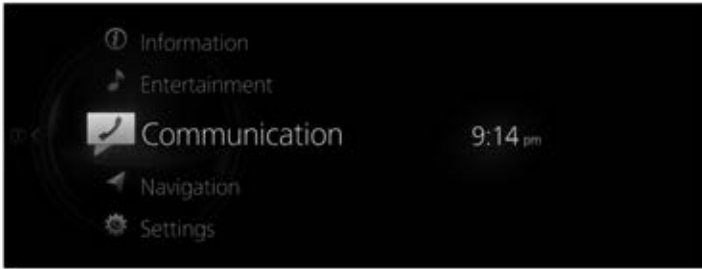 Information
Entertainment
Communication
9:14 pm
Navigation
Settings